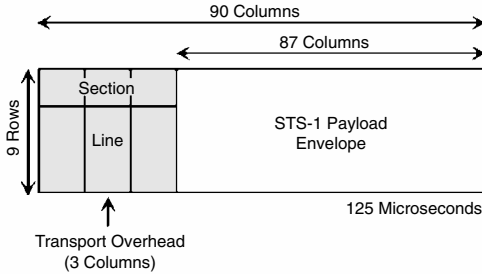 90 Columns
87 Columns
9 Rows
Section
Line
STS-1 Payload
Envelope
125 Microseconds
Transport Overhead
(3 Columns)